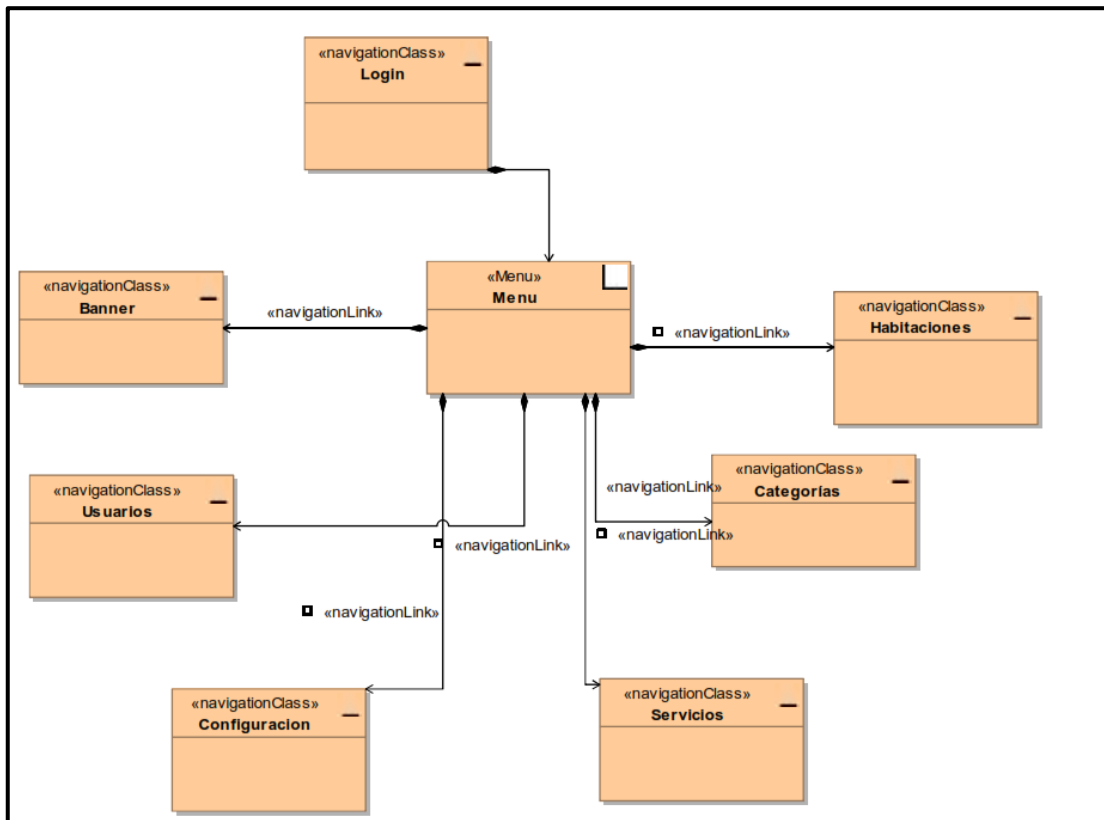 «navigationClass»
Login
«navigationClass»
Banner
«navigationLink»
«Menu»
Menu
«navigationLink»
«navigationClass»
Habitaciones
«navigationClass»
Usuarios
«navigationLink»
«navigationLink»
«navigationLink»
«navigationClass»
Categorías
«navigationLink»
«navigationClass»
Configuracion
«navigationClass»
Servicios